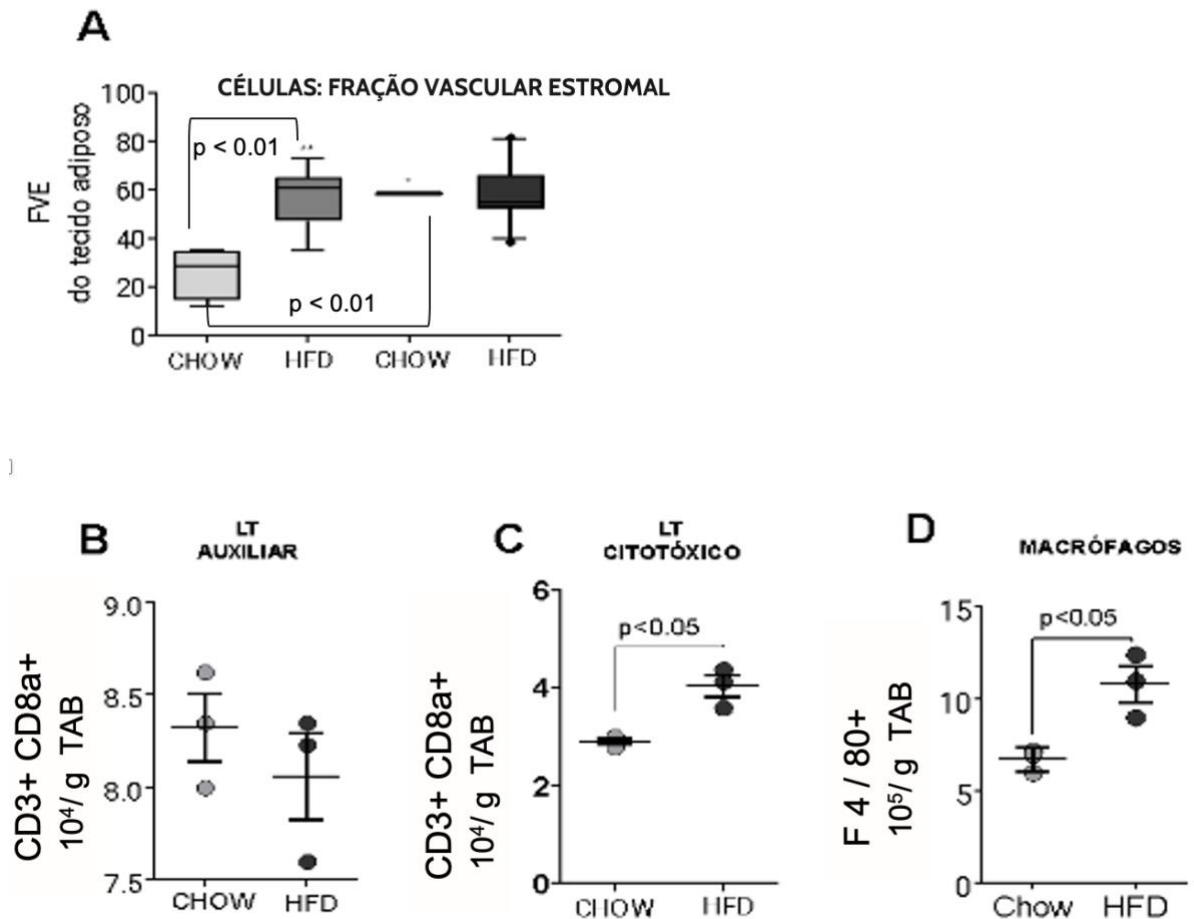 A
CÉLULAS: FRAÇÃO VASCULAR ESTROMAL
FVE
do tecido adiposo
100
80
60
40
20
0
p < 0.01
**
*
p < 0.01
CHOW HFD CHOW HFD
B
LT
AUXILIAR
CD3+ CD8a+
10⁴/ g TAB
9.0
8.5
8.0
7.5
CHOW HFD
C
LT
CITOTÓXICO
CD3+ CD8a+
10⁴/ g TAB
6
4
2
0
p<0.05
CHOW HFD
D
MACRÓFAGOS
F 4 / 80+
10⁵/ g TAB
15
10
5
0
p<0.05
Chow HFD